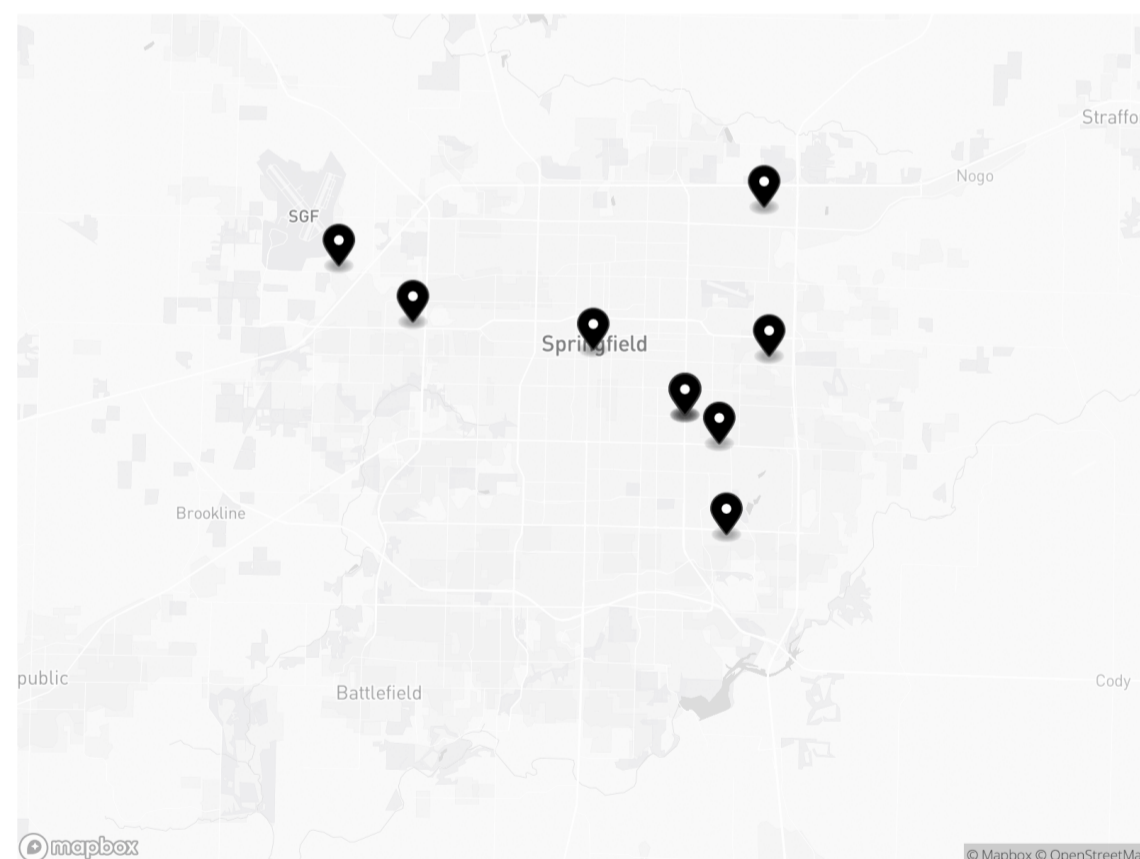 Straffo
Nogo
SGF
Springfield
Brookline
public
Battlefield
Cody
mapbox
© Mapbox © OpenStreetMa